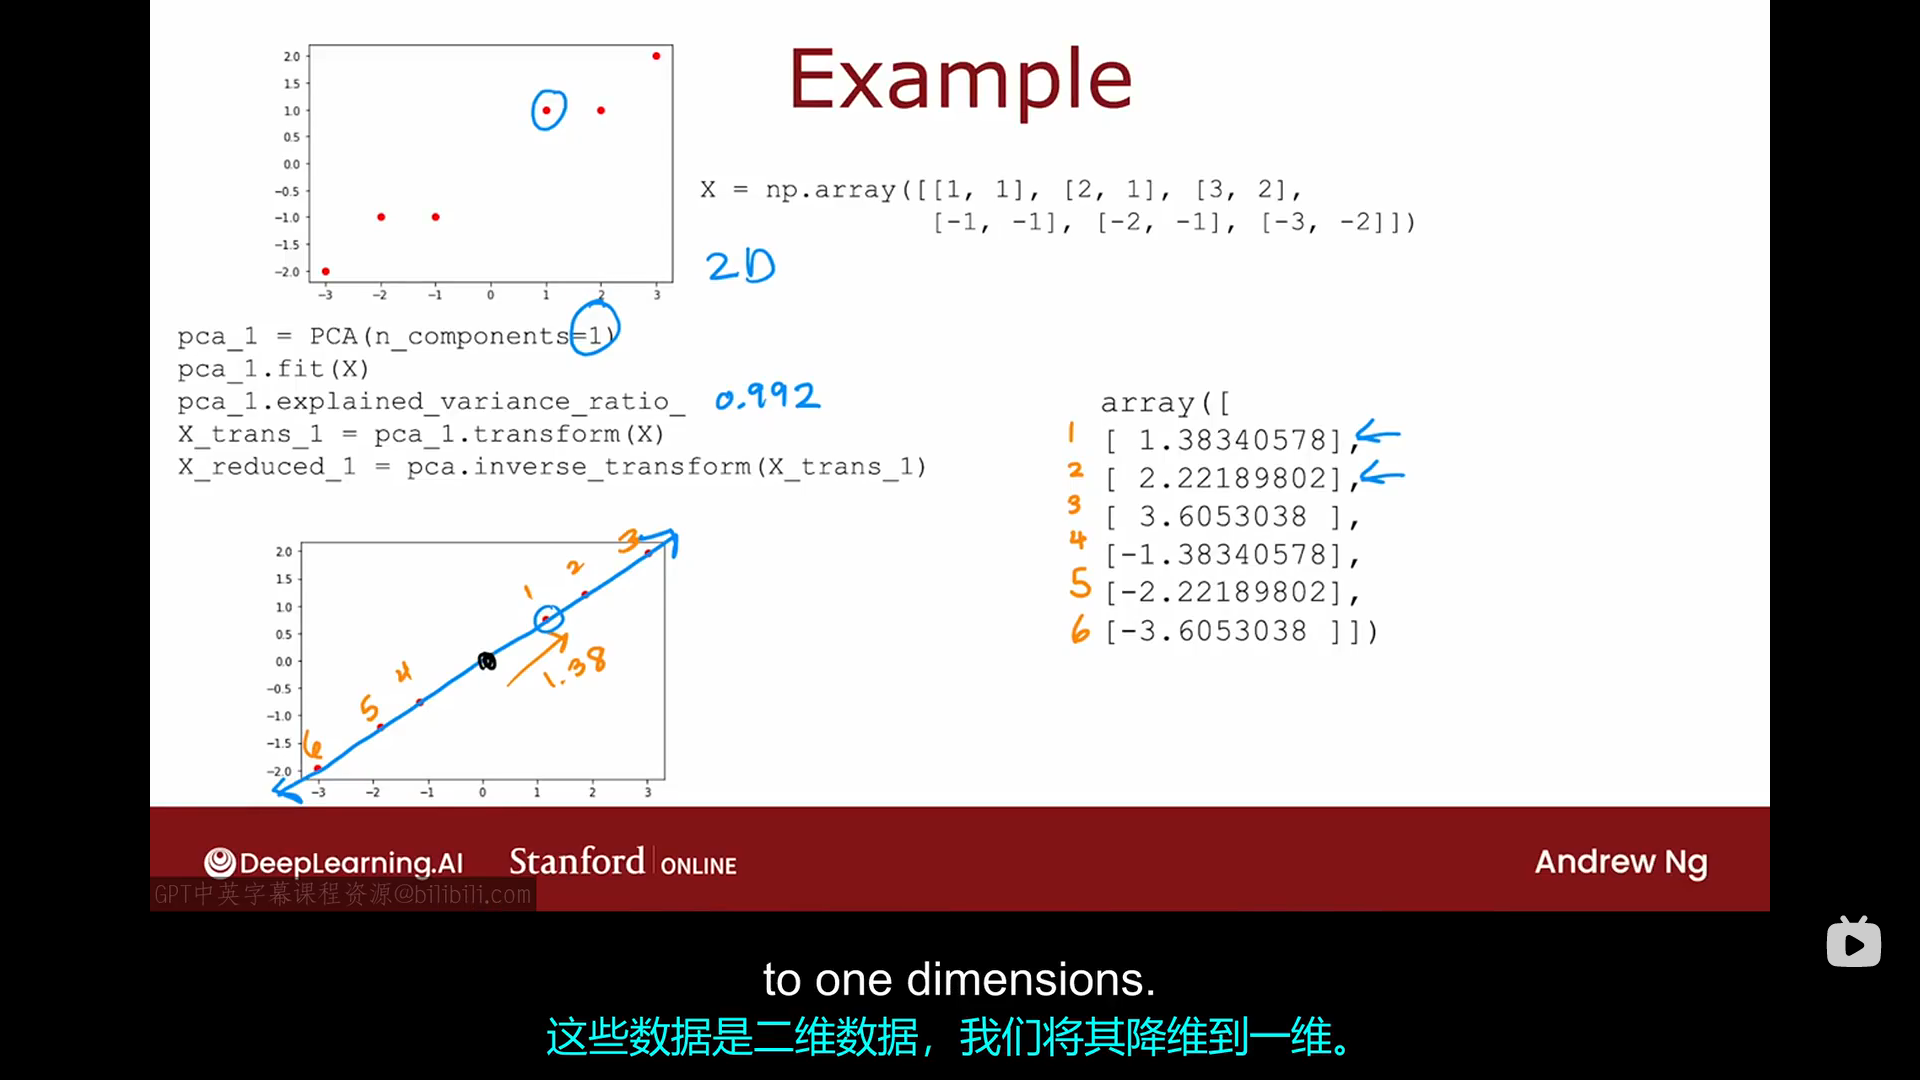 Example
2.0
1.5
1.0
0.5
0.0
−0.5
−1.0
−1.5
−2.0
−3 −2 −1 0 1 2 3
X = np.array([[1, 1], [2, 1], [3, 2],
[-1, -1], [-2, -1], [-3, -2]])
2D
pca_1 = PCA(n_components=1)
pca_1.fit(X)
pca_1.explained_variance_ratio_ 0.992
X_trans_1 = pca_1.transform(X)
X_reduced_1 = pca.inverse_transform(X_trans_1)
array([
1 [ 1.38340578],
2 [ 2.22189802],
3 [ 3.6053038 ],
4 [-1.38340578],
5 [-2.22189802],
6 [-3.6053038 ]])
2.0
1.5
1.0
0.5
0.0
−0.5
−1.0
−1.5
−2.0
−3 −2 −1 0 1 2 3
3
2
1
1.38
4
5
6
DeepLearning.AI Stanford ONLINE Andrew Ng
GPT中英字幕课程资源@bilibili.com
to one dimensions.
这些数据是二维数据，我们将其降维到一维。